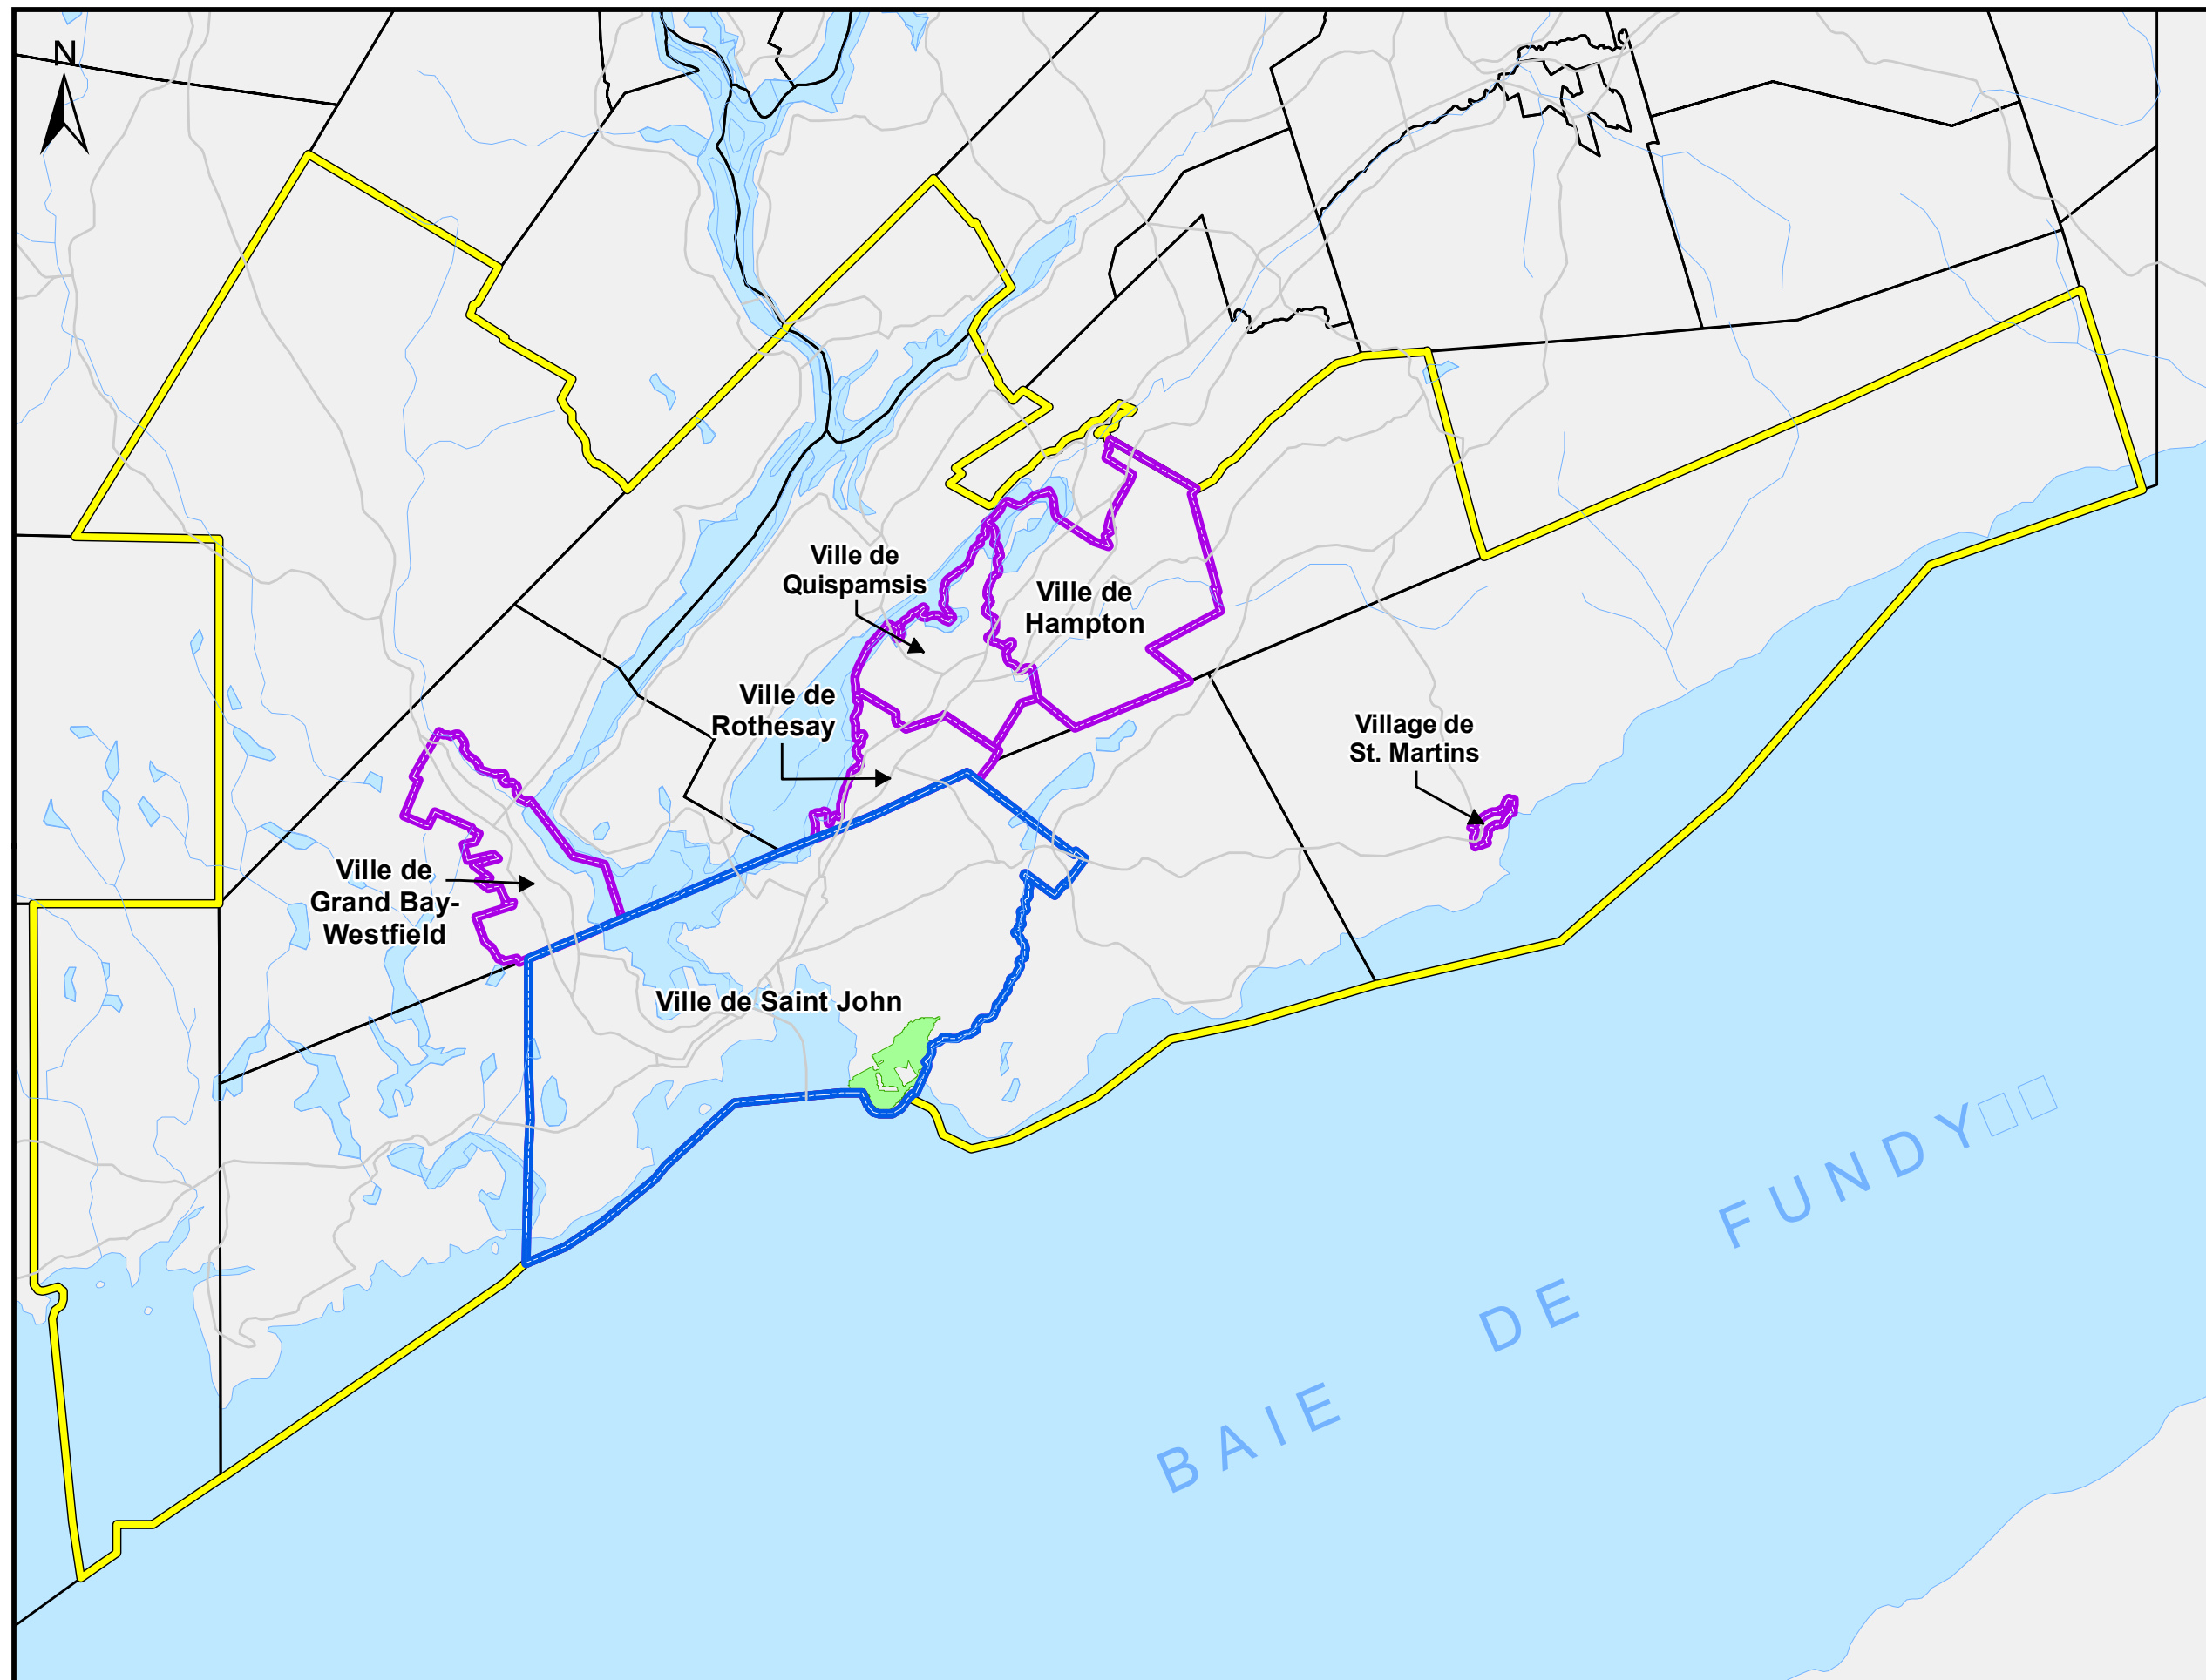 N
Ville de
Quispamsis
Ville de
Hampton
Ville de
Rothesay
Village de
St. Martins
Ville de
Grand Bay-
Westfield
Ville de Saint John
BAIE DE FUNDY